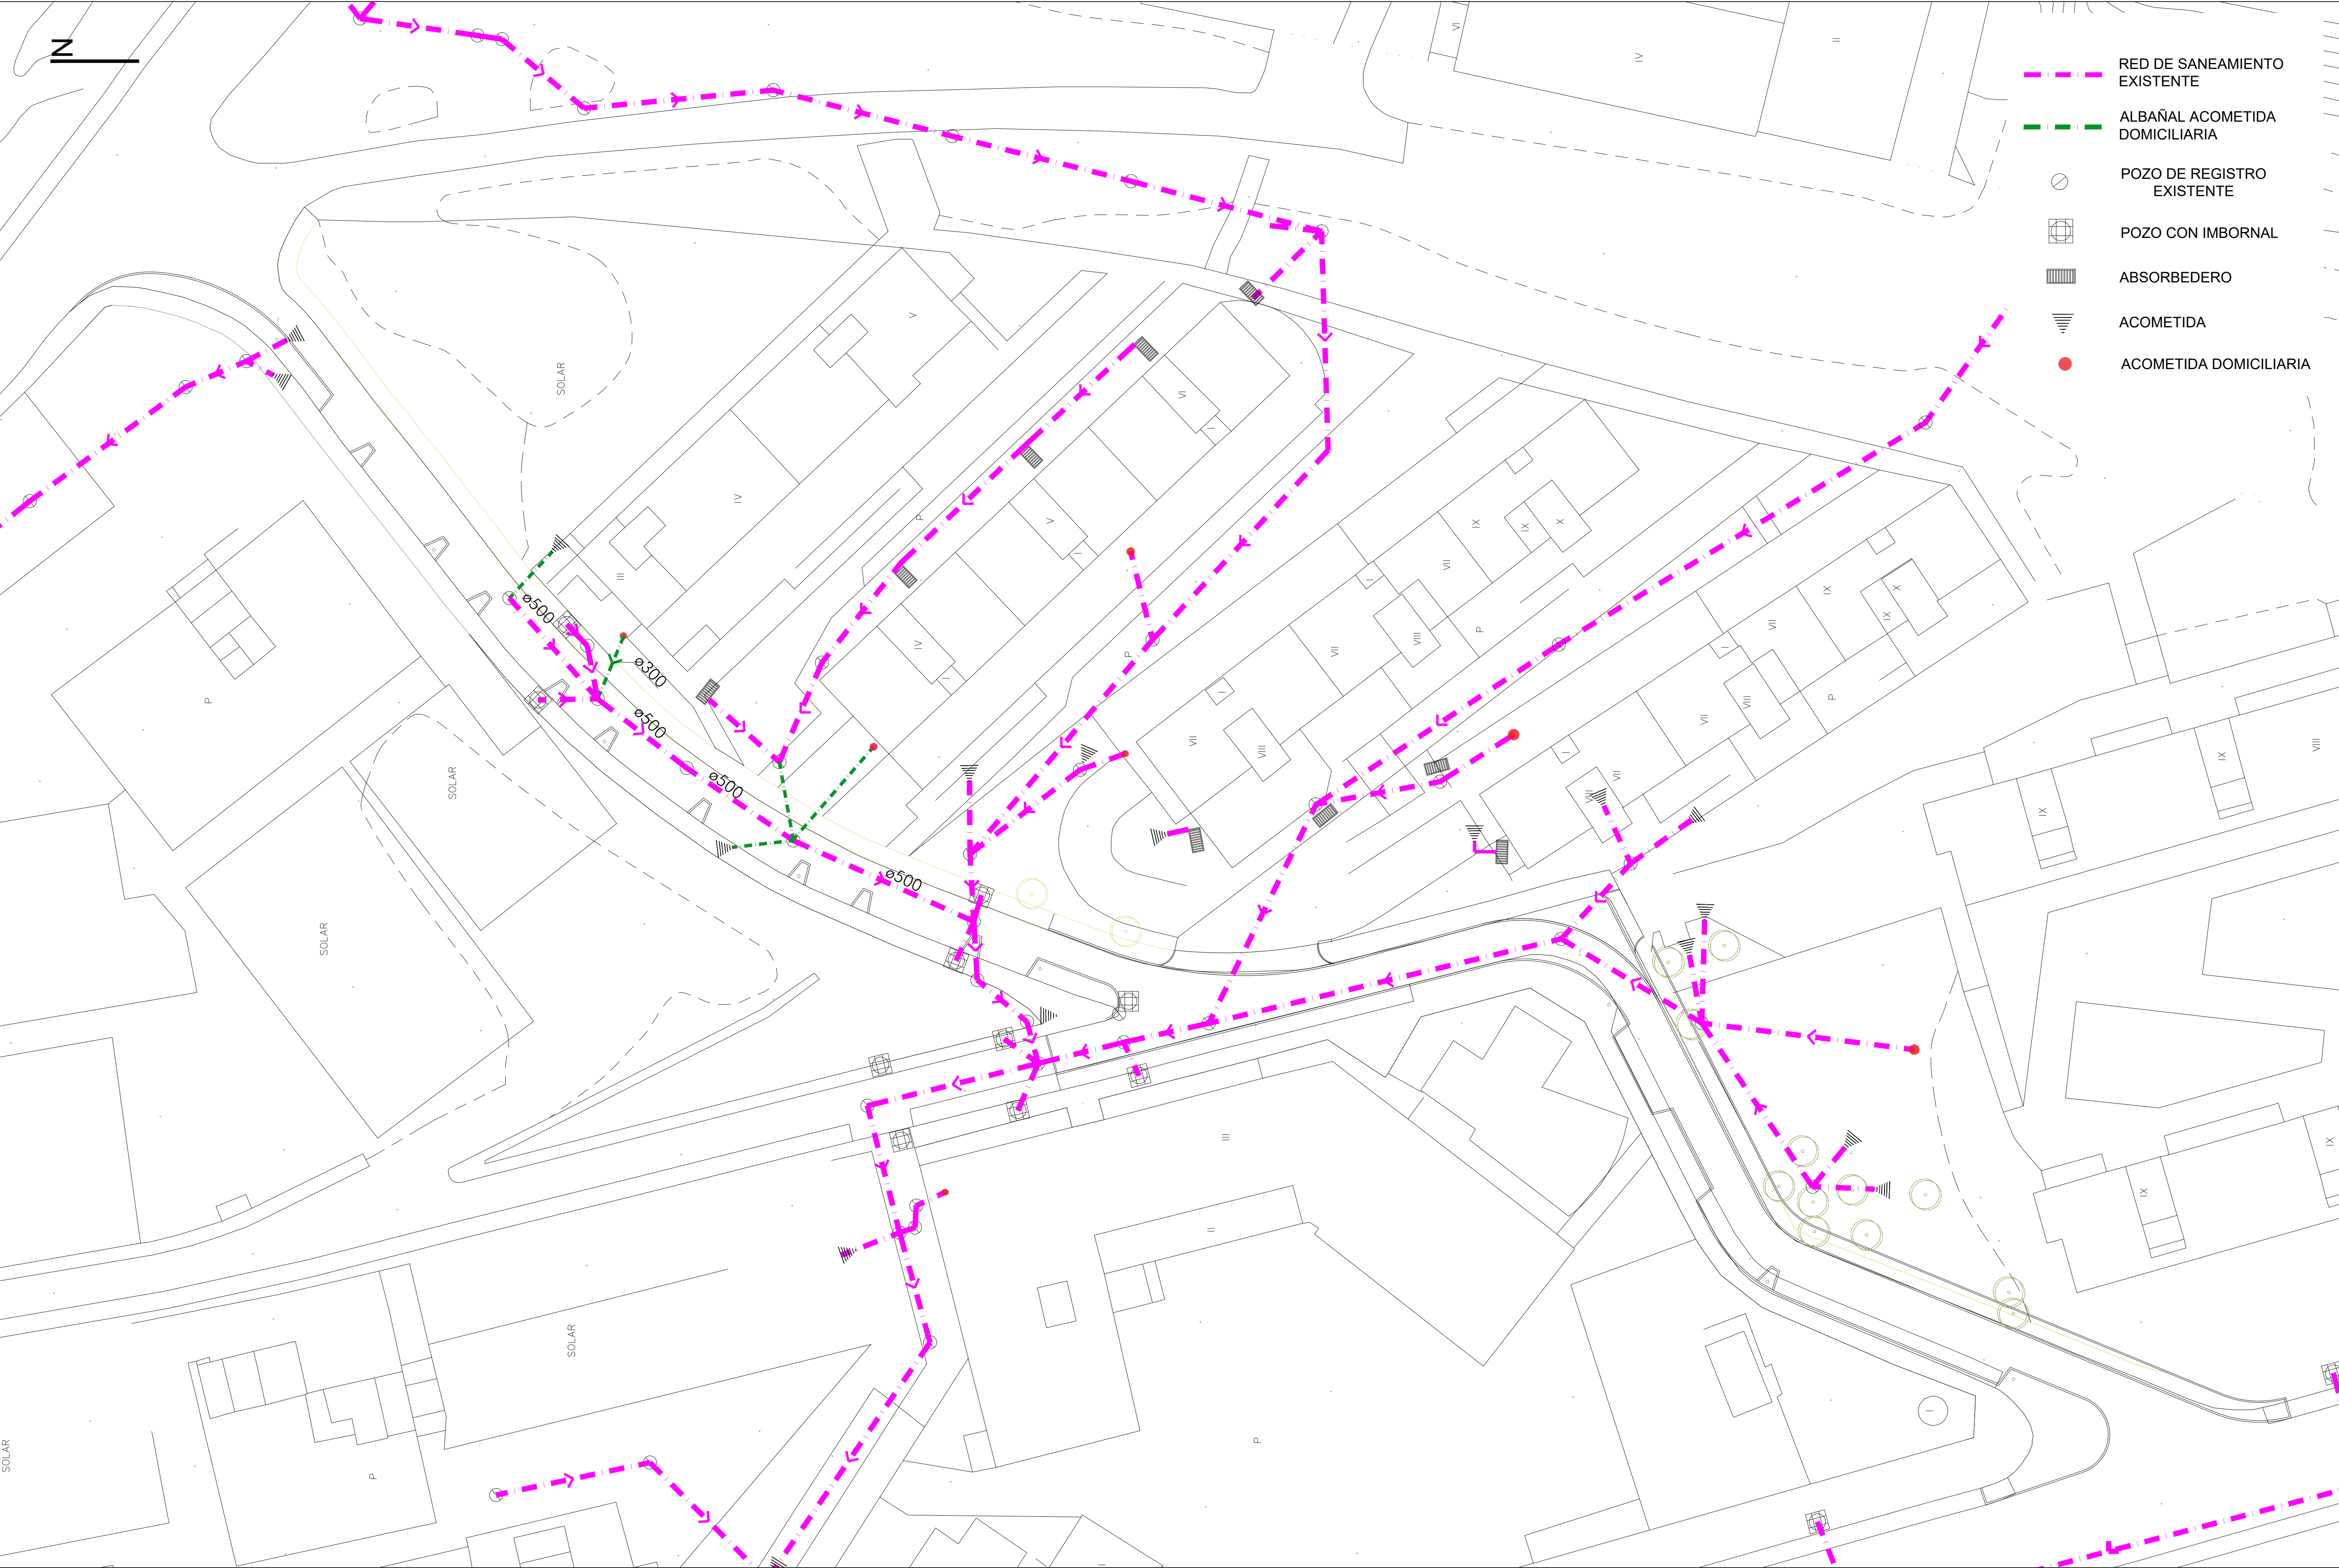 N
RED DE SANEAMIENTO
EXISTENTE
ALBAÑAL ACOMETIDA
DOMICILIARIA
POZO DE REGISTRO
EXISTENTE
POZO CON IMBORNAL
ABSORBEDERO
ACOMETIDA
ACOMETIDA DOMICILIARIA
VI
IV
II
V
SOLAR
VI
I
IV
P
V
I
III
IX
IX
X
VII
I
VII
VIII
P
IV
I
P
I
VII
VIII
IX
IX
X
VII
I
VII
VIII
P
VII
VIII
I
IX
VIII
IX
ø500
ø300
ø500
ø500
ø500
P
SOLAR
SOLAR
III
II
IX
IX
SOLAR
SOLAR
P
P
I
I